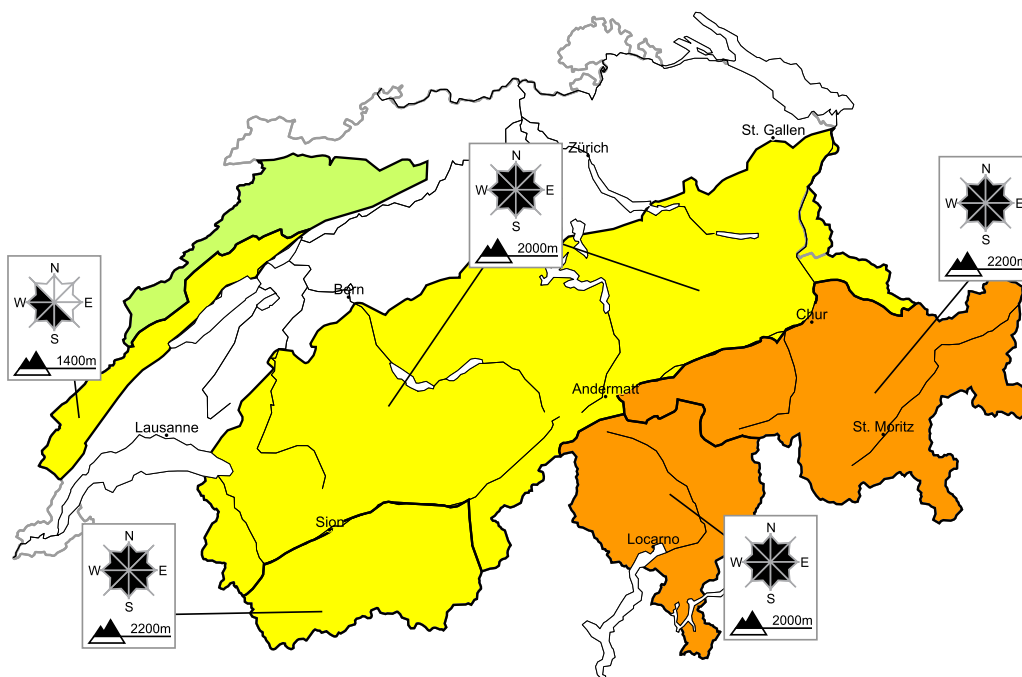 St. Gallen
Zürich
N
W E
S
2000m
N
W E
S
2200m
N
W E
S
1400m
Bern
Chur
Andermatt
Lausanne
St. Moritz
Sion
Locarno
N
W E
S
2200m
N
W E
S
2000m